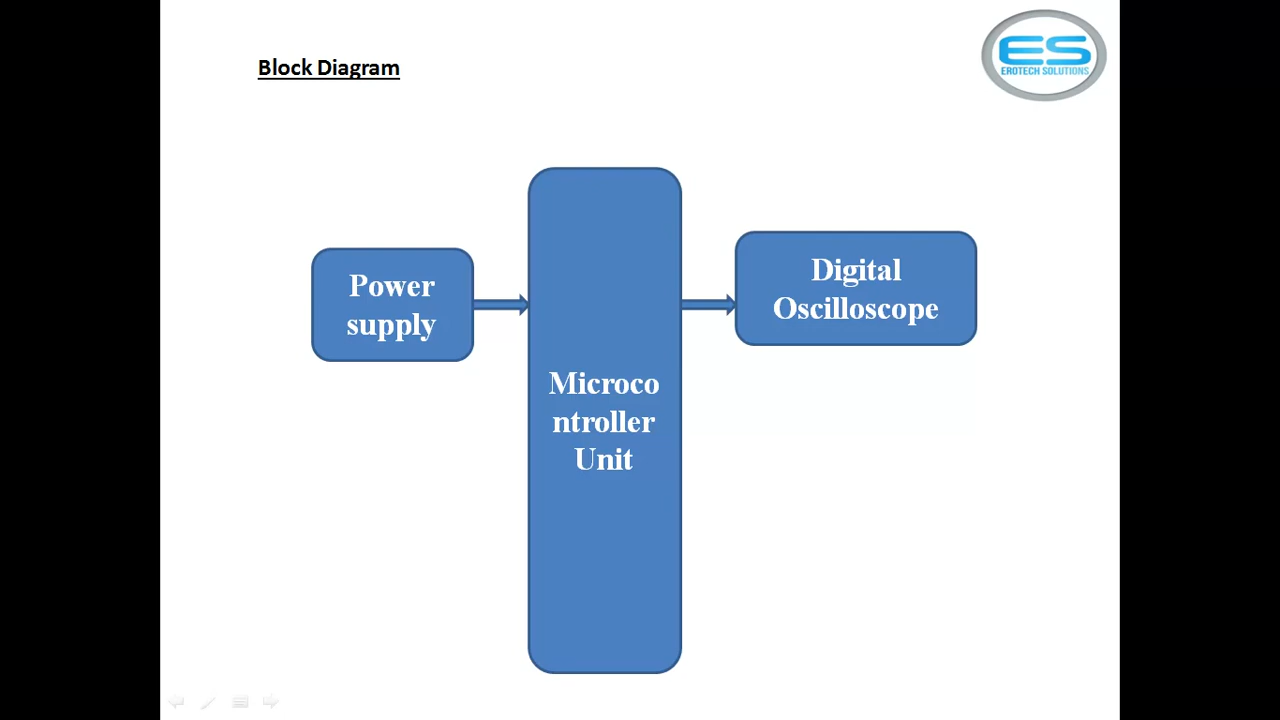 Block Diagram
ES
EROTECH SOLUTIONS
Power
supply
Microco
ntroller
Unit
Digital
Oscilloscope